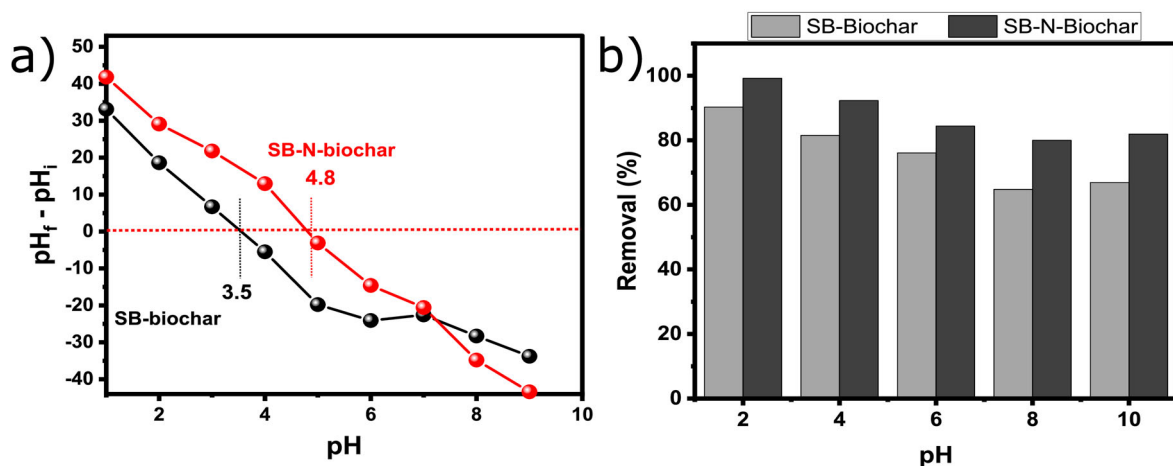 a)
50
40
30
20
10
0
-10
-20
-30
-40
pHf - pHi
SB-N-biochar
4.8
3.5
SB-biochar
2 4 6 8 10
pH
SB-Biochar SB-N-Biochar
b)
100
80
60
40
20
0
Removal (%)
2 4 6 8 10
pH